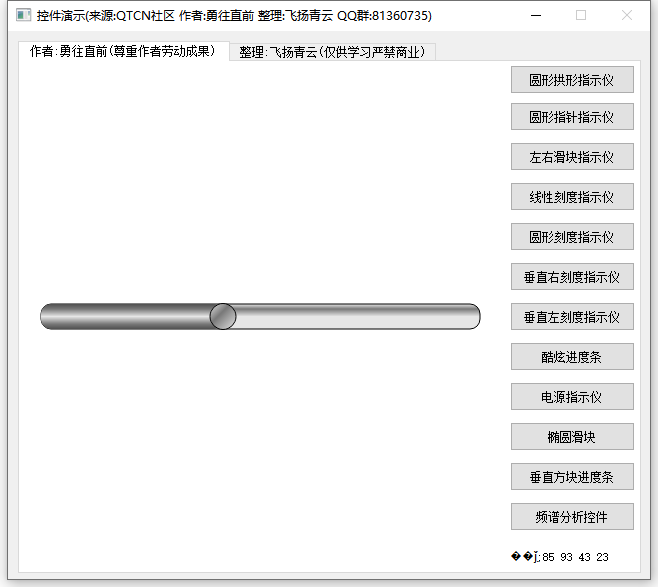 控件演示(来源:QTCN社区 作者:勇往直前 整理:飞扬青云 QQ群:81360735)
作者:勇往直前(尊重作者劳动成果) 整理:飞扬青云(仅供学习严禁商业)
圆形拱形指示仪
圆形指针指示仪
左右滑块指示仪
线性刻度指示仪
圆形刻度指示仪
垂直右刻度指示仪
垂直左刻度指示仪
酷炫进度条
电源指示仪
椭圆滑块
垂直方块进度条
频谱分析控件
85 93 43 23